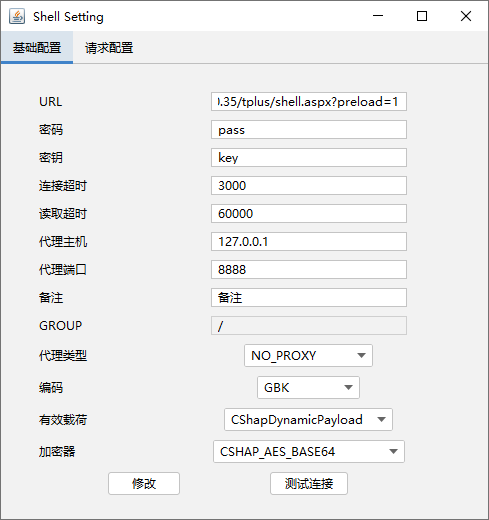 Shell Setting
基础配置 请求配置
URL .35/tplus/shell.aspx?preload=1
密码 pass
密钥 key
连接超时 3000
读取超时 60000
代理主机 127.0.0.1
代理端口 8888
备注 备注
GROUP /
代理类型 NO_PROXY
编码 GBK
有效载荷 CShapDynamicPayload
加密器 CSHAP_AES_BASE64
修改 测试连接